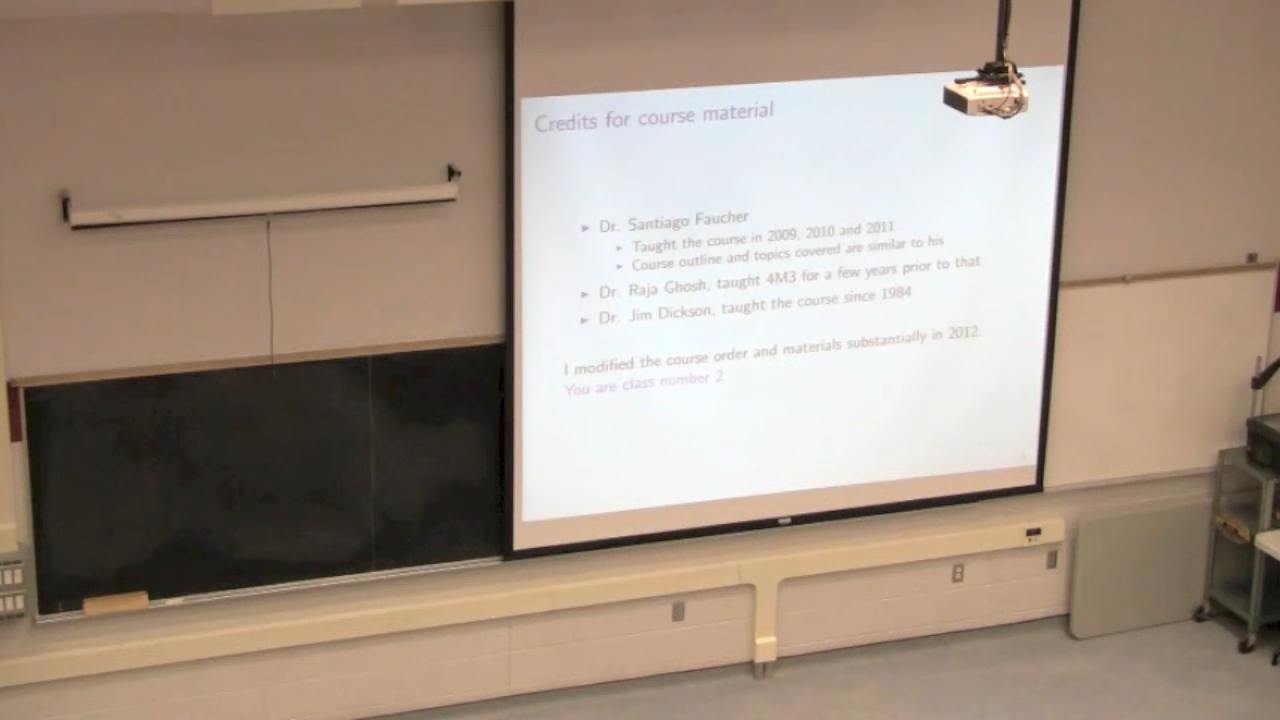 Credits for course material
▸ Dr. Santiago Faucher
▸ Taught the course in 2009, 2010 and 2011
▸ Course outline and topics covered are similar to his
▸ Dr. Raja Ghosh, taught 4M3 for a few years prior to that
▸ Dr. Jim Dickson, taught the course since 1984
I modified the course order and materials substantially in 2012.
You are class number 2